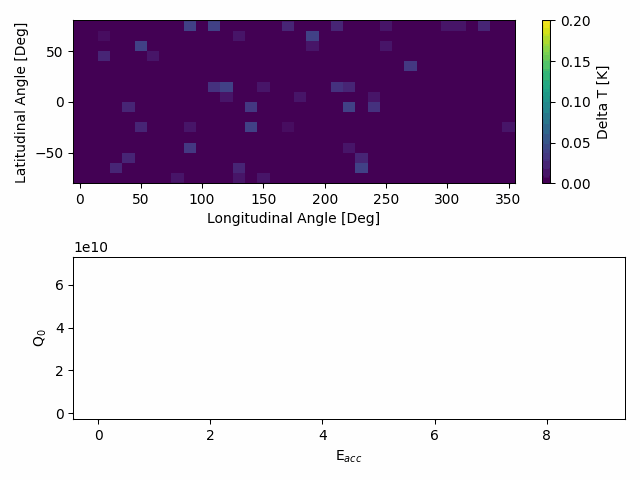 Latitudinal Angle [Deg]
50
0
−50
0 50 100 150 200 250 300 350
Longitudinal Angle [Deg]
0.20
0.15
0.10
0.05
0.00
Delta T [K]
1e10
Q₀
6
4
2
0
0 2 4 6 8
Eₐcc